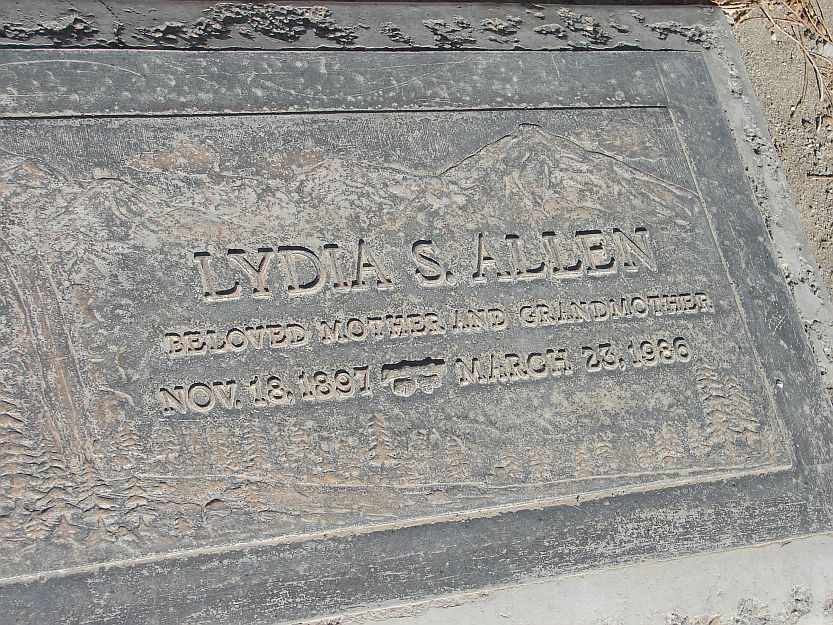 LYDIA S. ALLEN
BELOVED MOTHER AND GRANDMOTHER
NOV. 18, 1897 MARCH 23, 1986